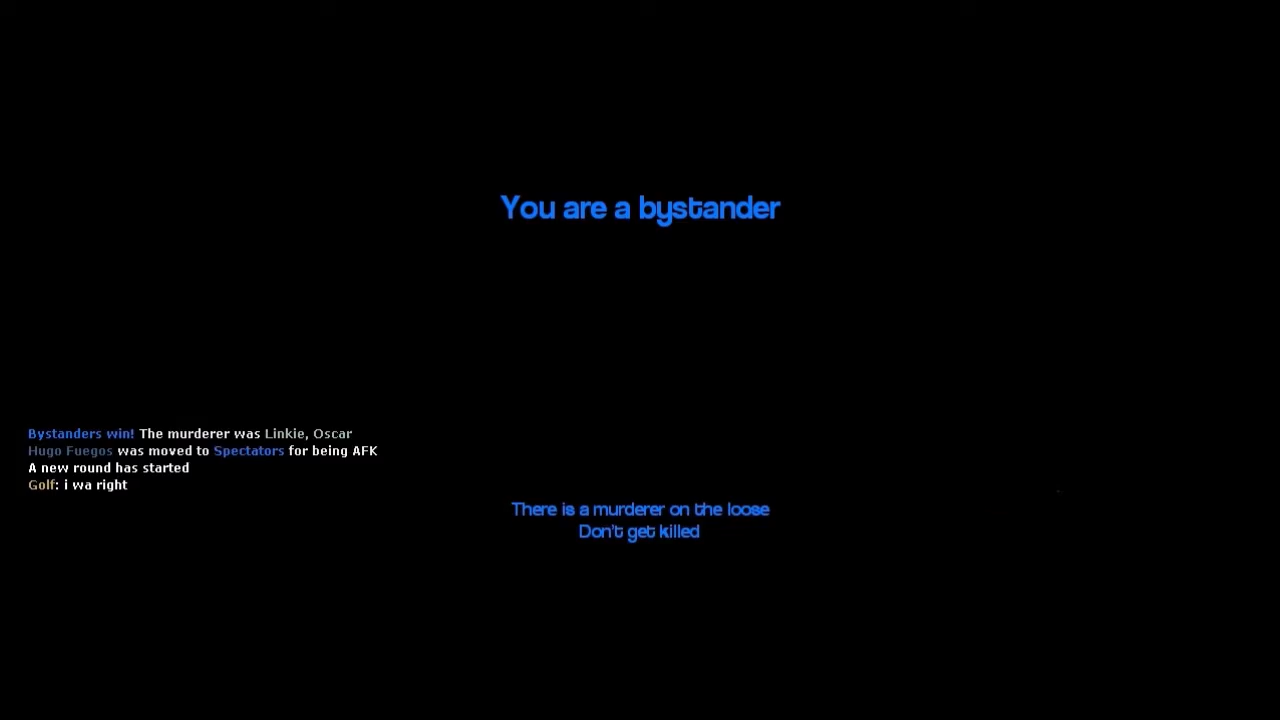 You are a bystander
Bystanders win! The murderer was Linkie, Oscar
Hugo Fuegos was moved to Spectators for being AFK
A new round has started
Golf: i wa right
There is a murderer on the loose
Don't get killed